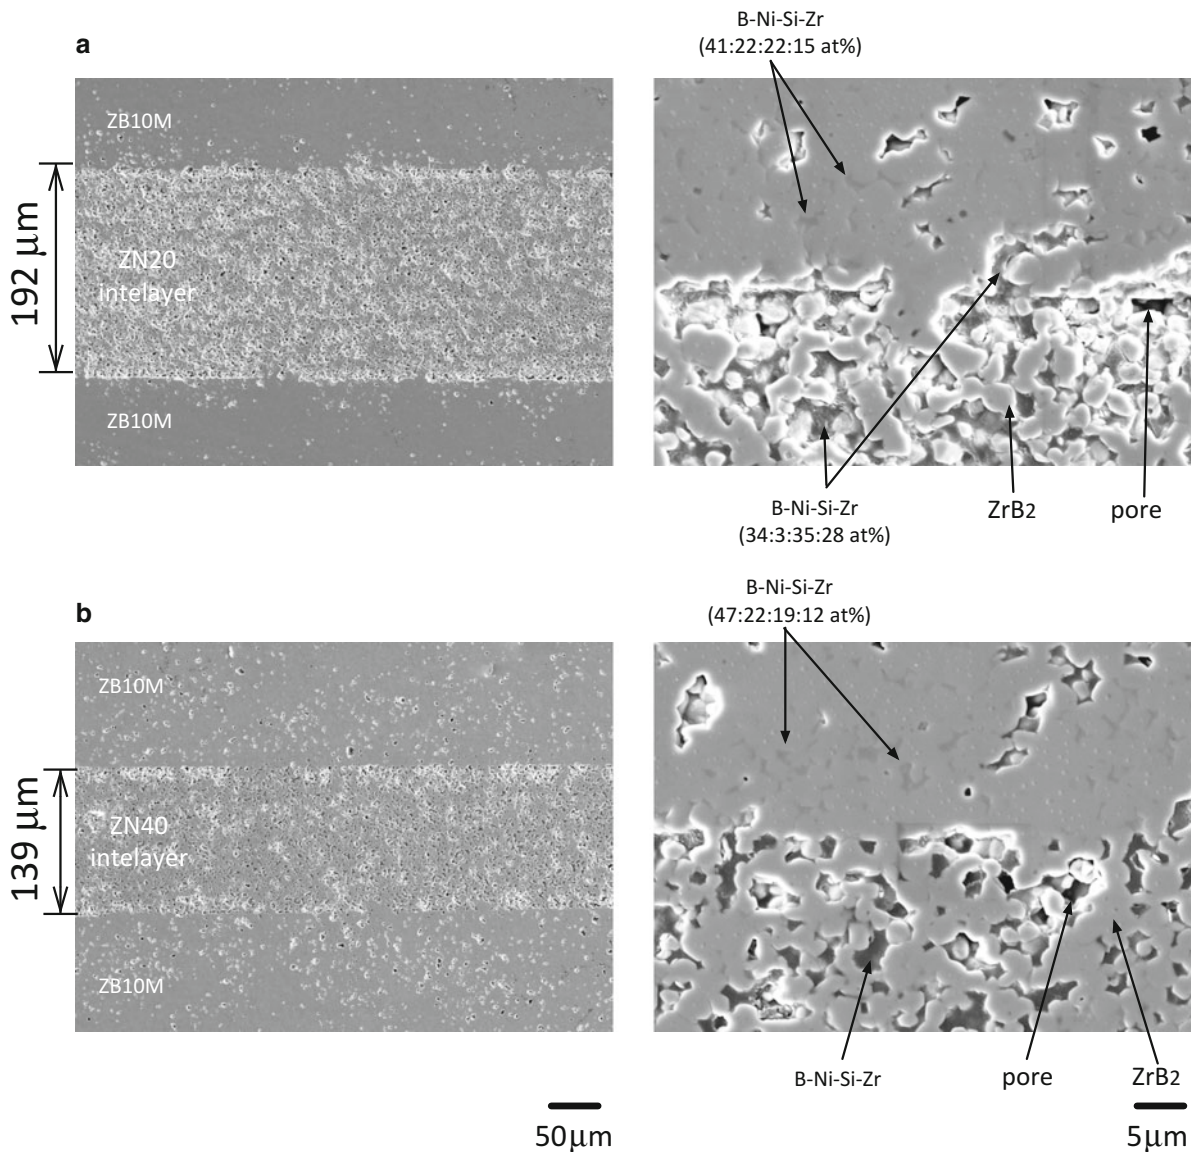 a
B-Ni-Si-Zr
(41:22:22:15 at%)
ZB10M
192 μm
ZN20
intelayer
ZB10M
B-Ni-Si-Zr
(34:3:35:28 at%)
ZrB2
pore
b
B-Ni-Si-Zr
(47:22:19:12 at%)
ZB10M
139 μm
ZN40
intelayer
ZB10M
B-Ni-Si-Zr
pore
ZrB2
50μm
5μm